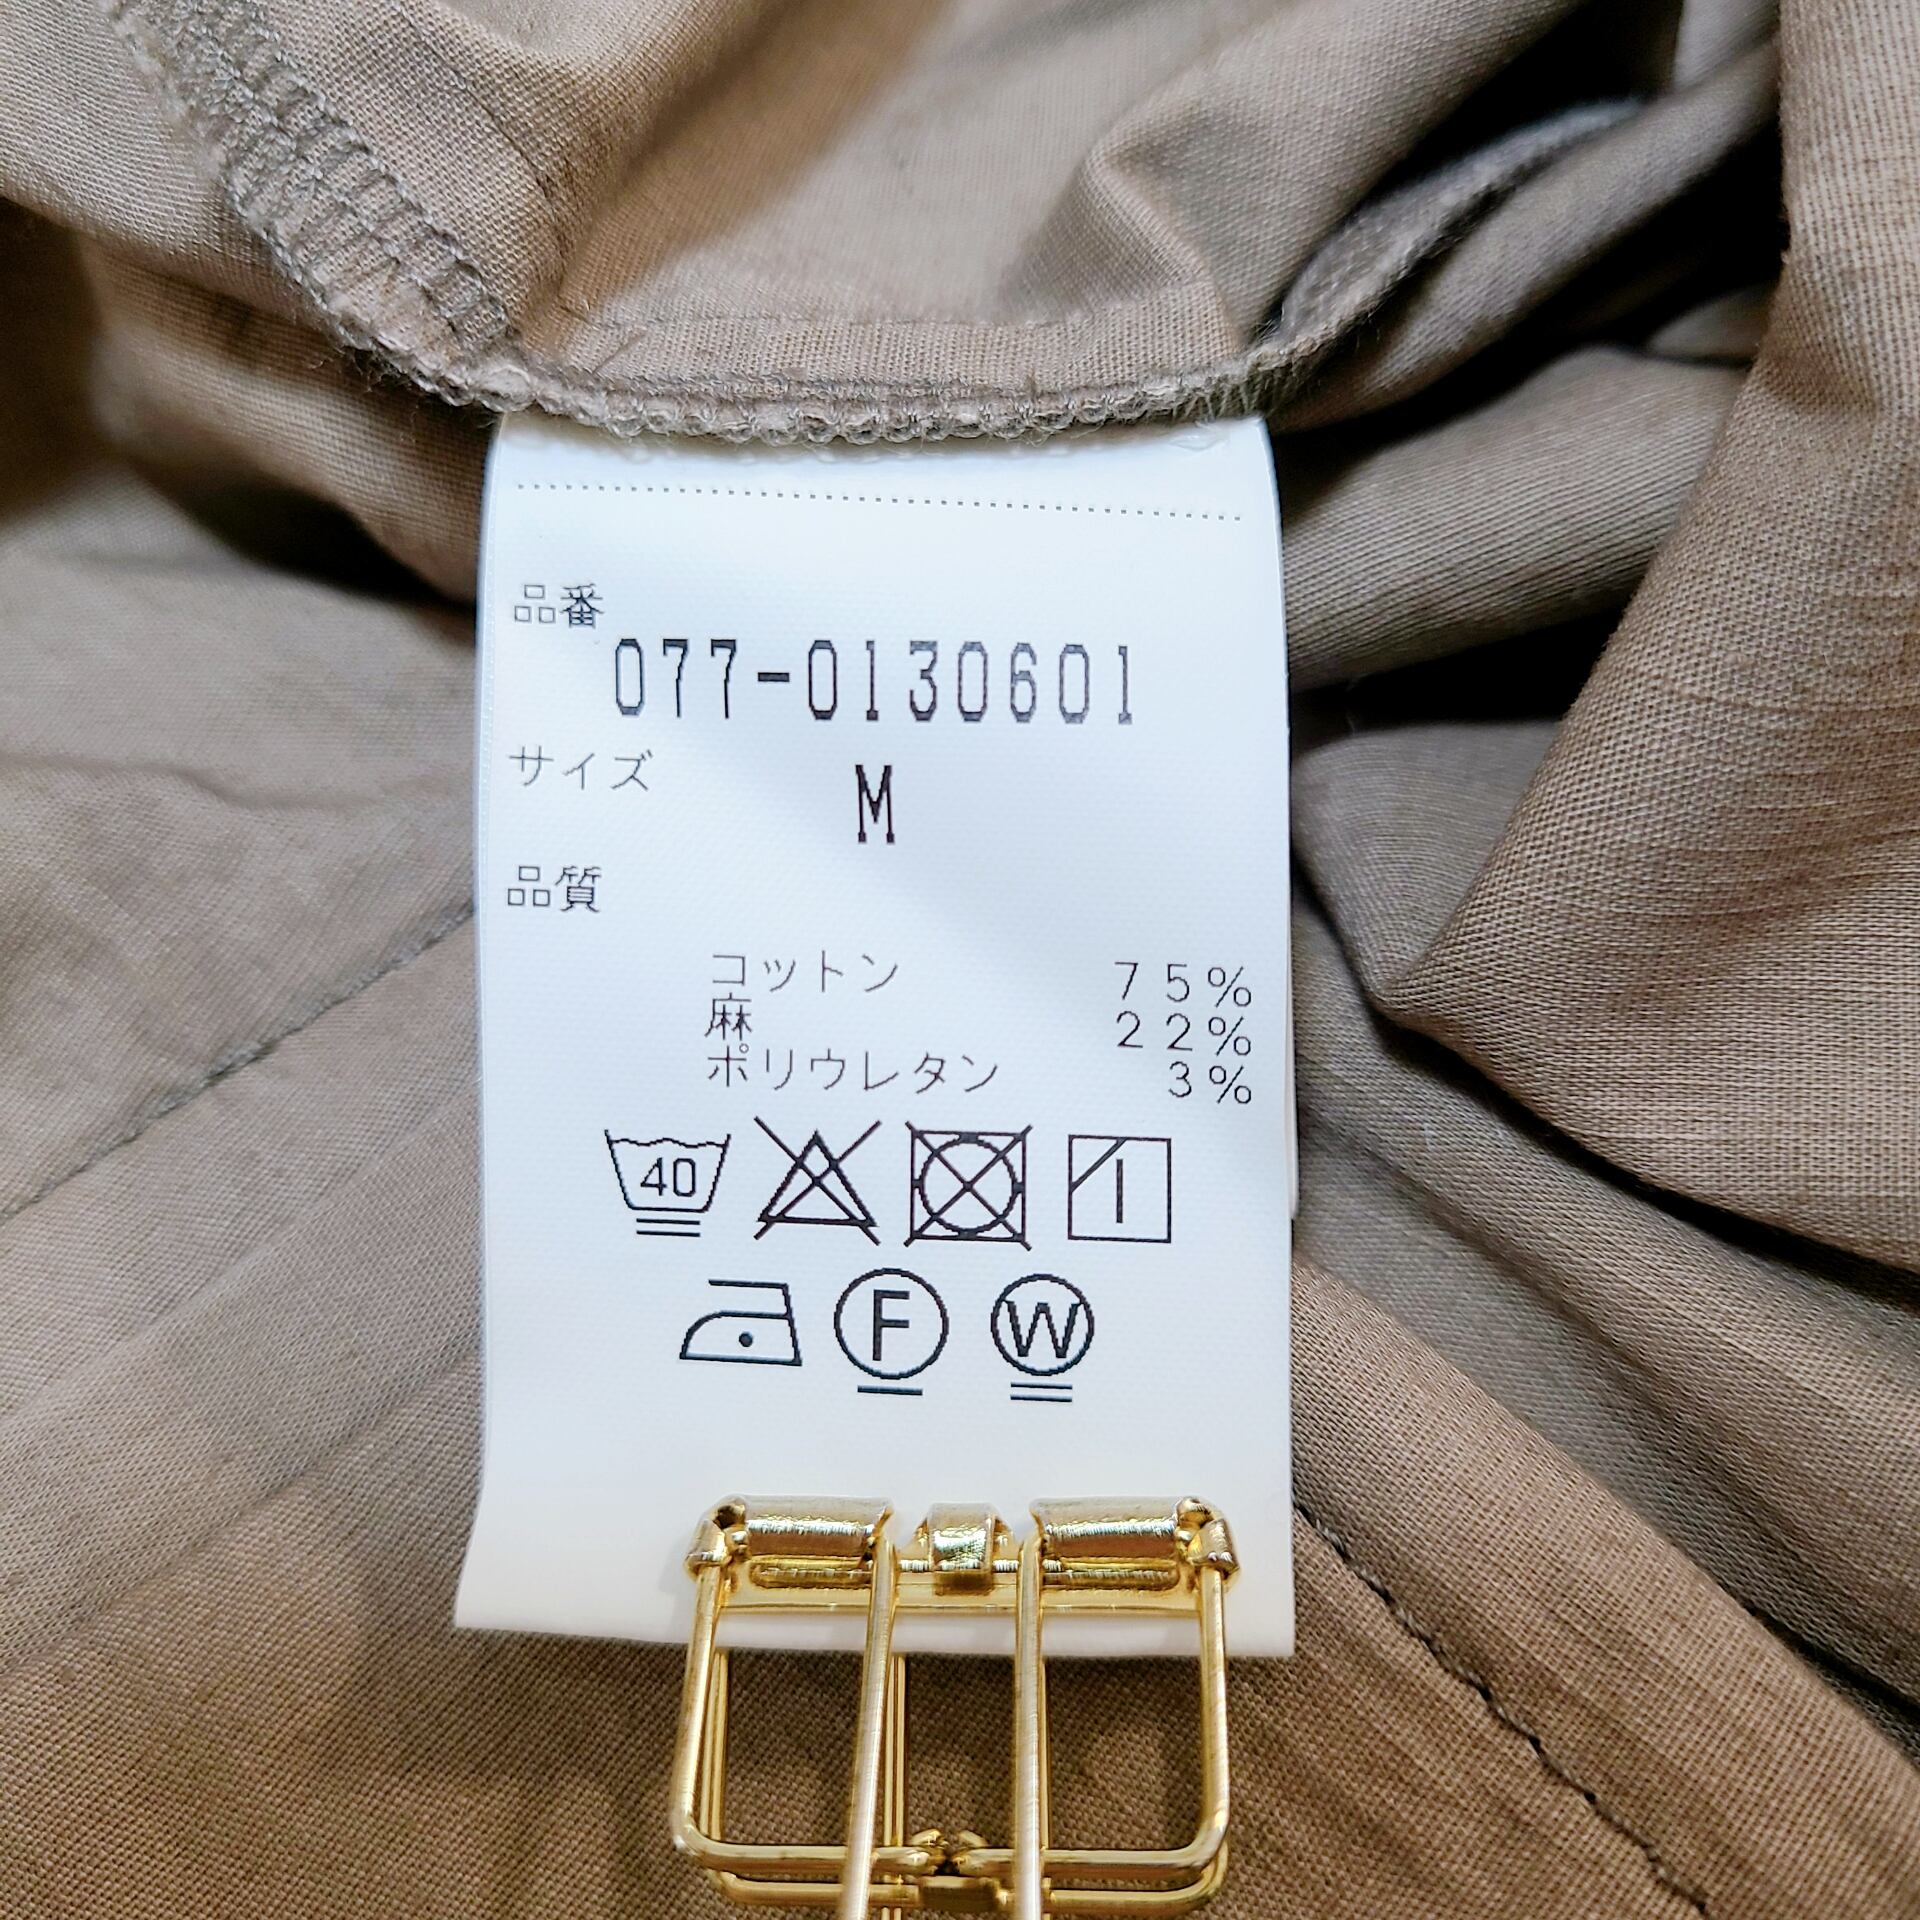 品番
077-0130601
サイズ
M
品質
コットン 75%
麻 22%
ポリウレタン 3%
40
F W